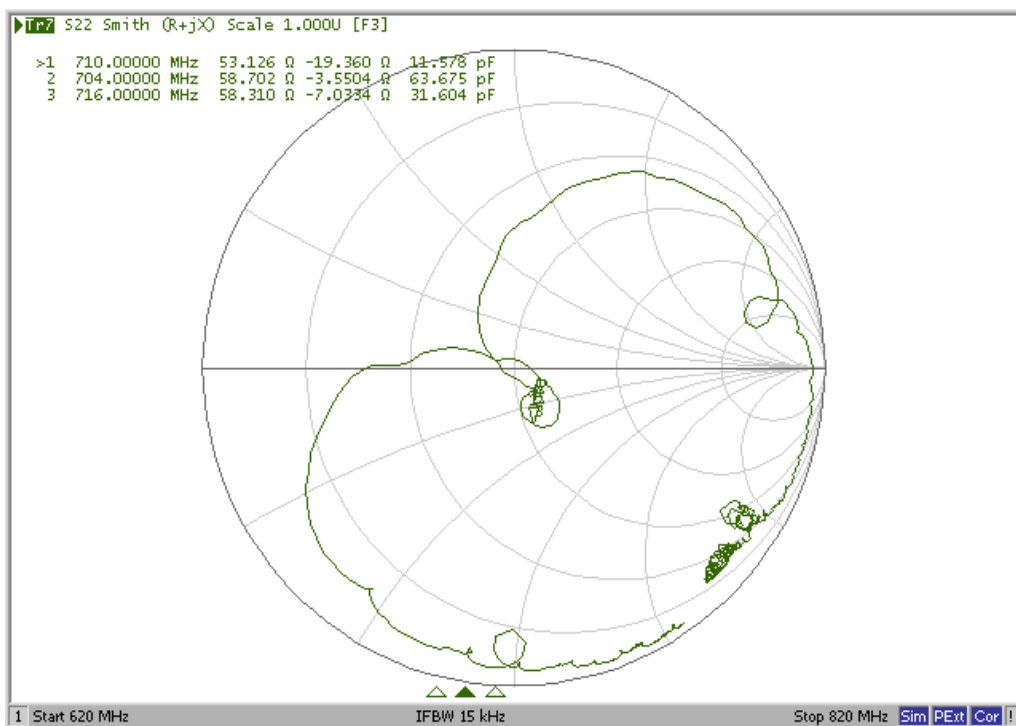 Tr7 S22 Smith (R+jX) Scale 1.000U [F3]
>1 710.00000 MHz 53.126 Ω -19.360 Ω 11.578 pF
2 704.00000 MHz 58.702 Ω -3.5504 Ω 63.675 pF
3 716.00000 MHz 58.310 Ω -7.0334 Ω 31.604 pF
1 Start 620 MHz IFBW 15 kHz Stop 820 MHz Sim PExt Cor !